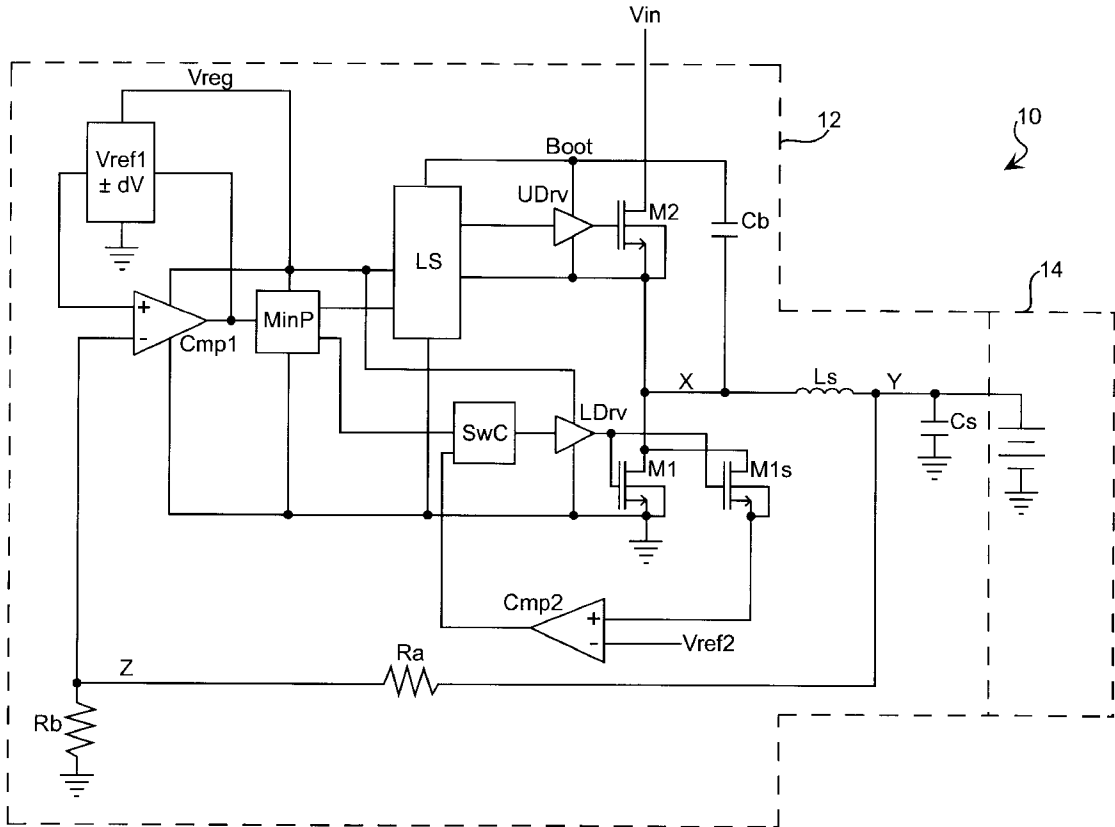 Vin
Vreg
12
10
Vref1
± dV
Boot
UDrv
M2
Cb
LS
14
+
-
Cmp1
MinP
X
Ls
Y
Cs
SwC
LDrv
M1
M1s
Cmp2
+
-
Vref2
Ra
Z
Rb